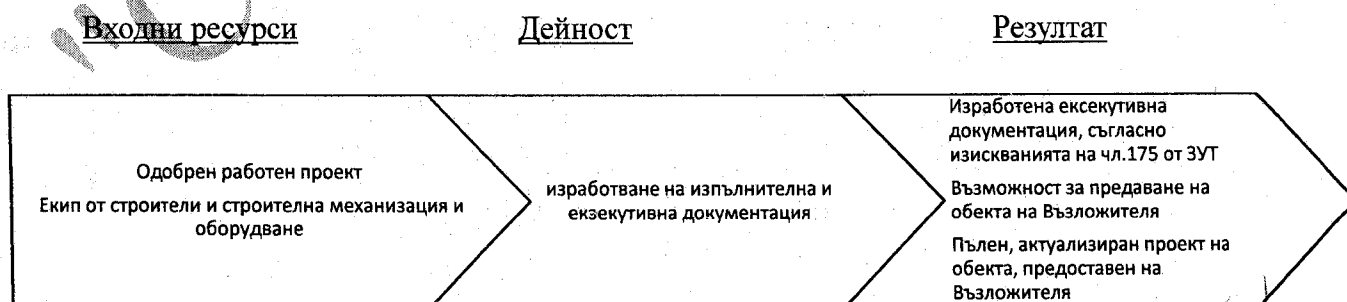 Входни ресурси
Дейност
Резултат
Одобрен работен проект
Екип от строители и строителна механизация и
оборудване
изработване на изпълнителна и
екзекутивна документация
Изработена ексекутивна
документация, съгласно
изискванията на чл.175 от ЗУТ
Възможност за предаване на
обекта на Възложителя
Пълен, актуализиран проект на
обекта, предоставен на
Възложителя